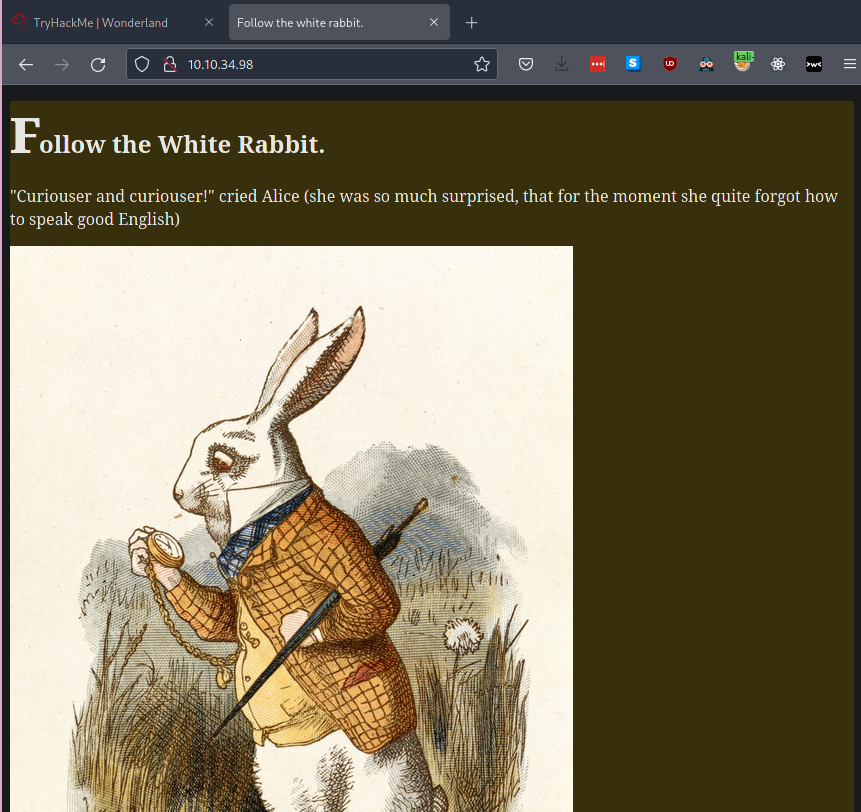 TryHackMe | Wonderland
Follow the white rabbit.
10.10.34.98
S
UD
kali-
>w<
Follow the White Rabbit.
"Curiouser and curiouser!" cried Alice (she was so much surprised, that for the moment she quite forgot how
to speak good English)